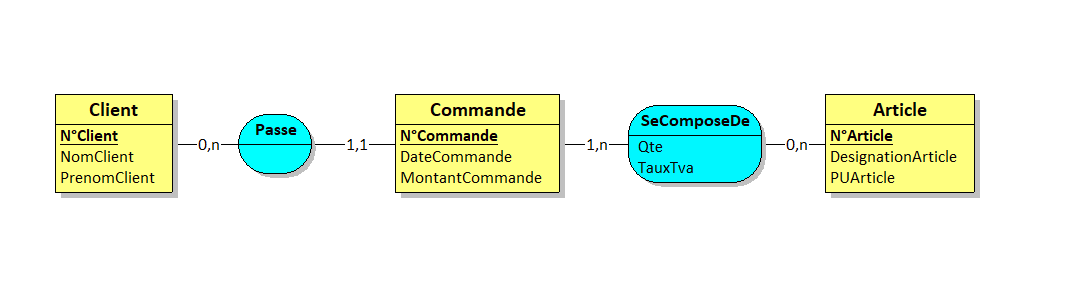 Client
N°Client
NomClient
PrenomClient
0,n
Passe
1,1
Commande
N°Commande
DateCommande
MontantCommande
1,n
SeComposeDe
Qte
TauxTva
0,n
Article
N°Article
DesignationArticle
PUArticle